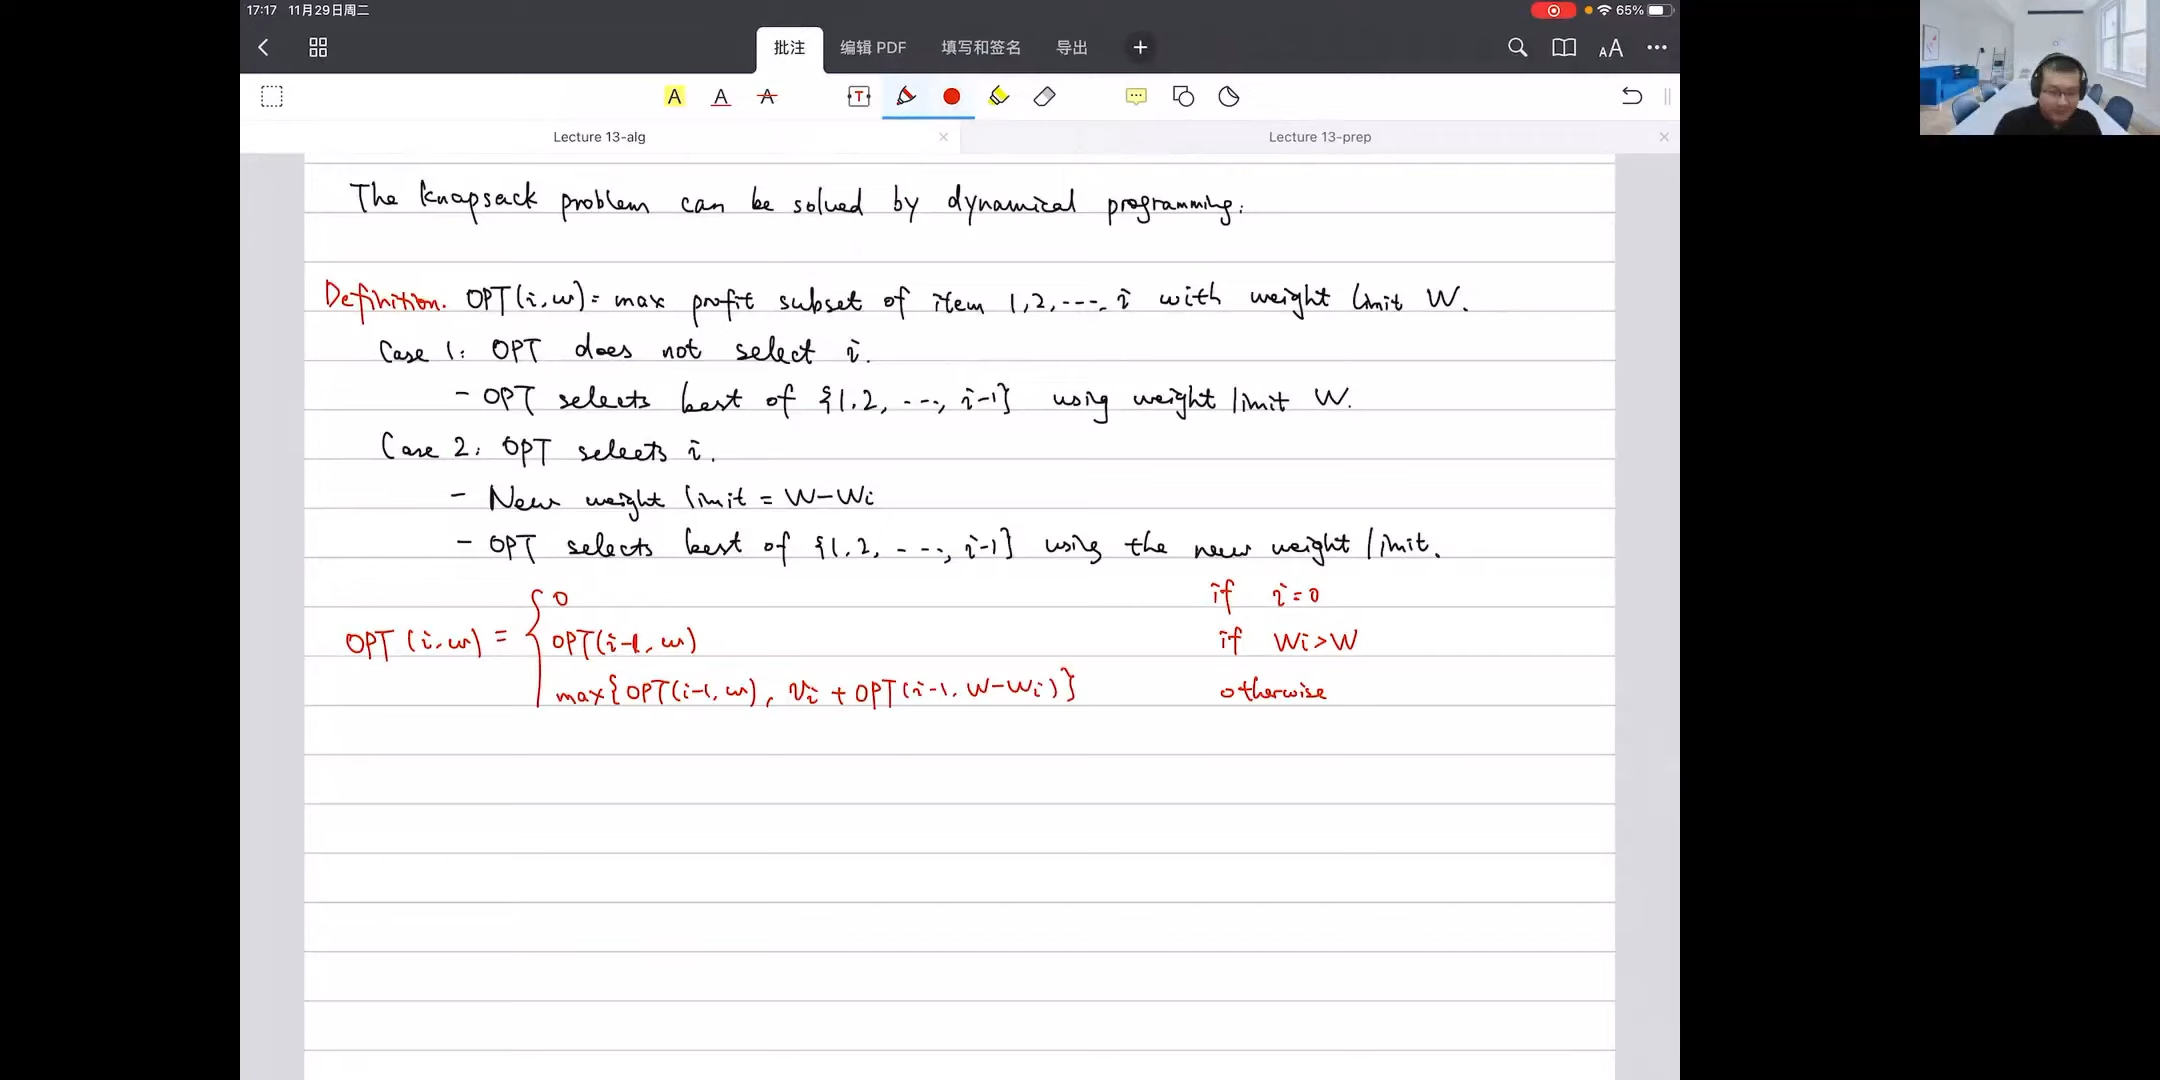 17:17 11月29日周二
65%
批注 编辑 PDF 填写和签名 导出
Lecture 13-alg
Lecture 13-prep
The knapsack problem can be solved by dynamical programming.
Definition. OPT(i, w) = max profit subset of item 1, 2, ---, i with weight limit W.
Case 1: OPT does not select i.
- OPT selects best of {1, 2, ---, i-1} using weight limit W.
Case 2: OPT selects i.
- New weight limit = W-Wi
- OPT selects best of {1, 2, ---, i-1} using the new weight limit.
0 if i=0
OPT(i, w) = { OPT(i-1, w) if Wi>W
max{OPT(i-1, w), vi + OPT(i-1, W-Wi)} otherwise